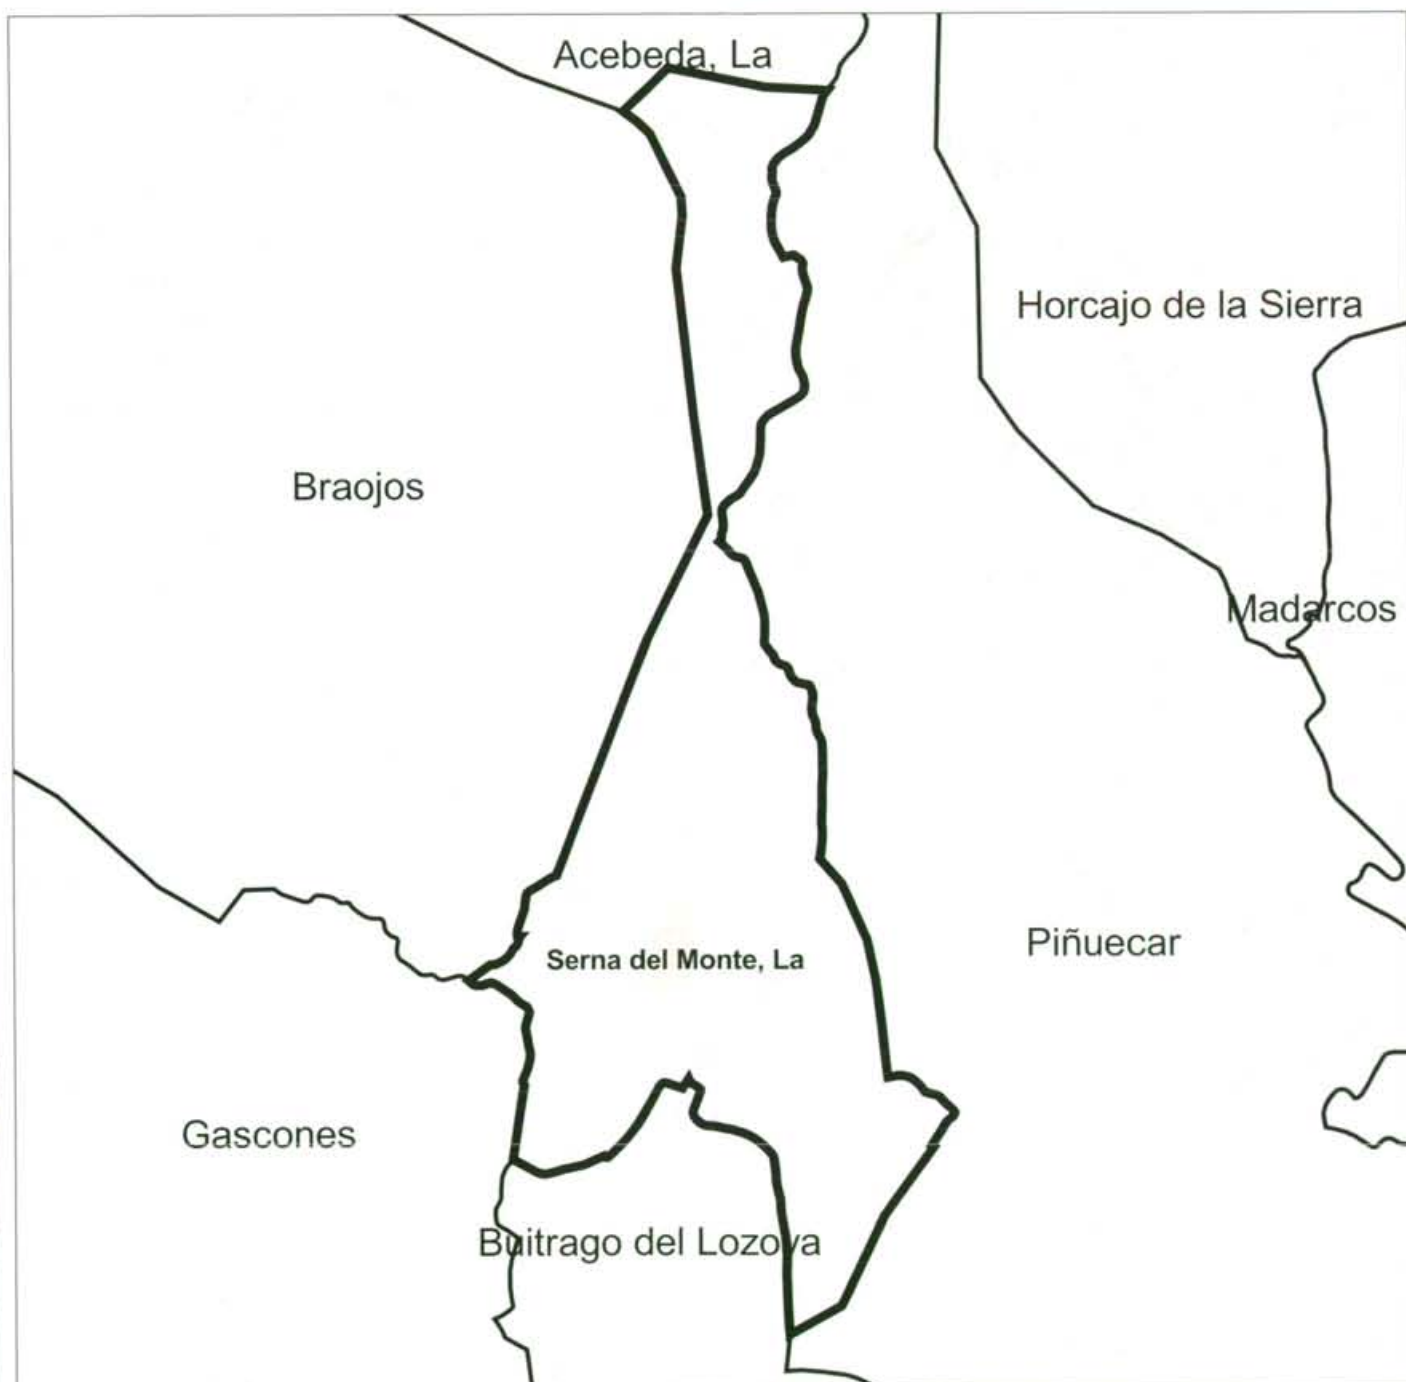 Acebeda, La
Horcajo de la Sierra
Braojos
Madarcos
Piñuecar
Serna del Monte, La
Gascones
Buitrago del Lozoya